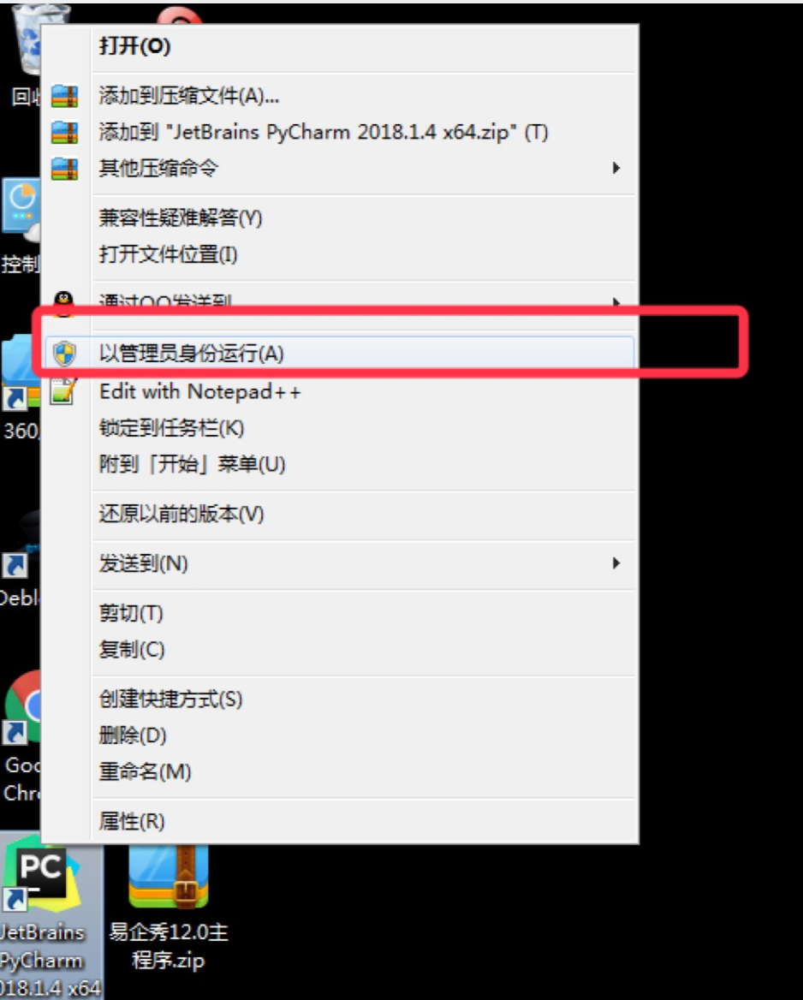 打开(O)
添加到压缩文件(A)...
添加到 "JetBrains PyCharm 2018.1.4 x64.zip" (T)
其他压缩命令
兼容性疑难解答(Y)
打开文件位置(I)
通过QQ发送到
以管理员身份运行(A)
Edit with Notepad++
锁定到任务栏(K)
附到「开始」菜单(U)
还原以前的版本(V)
发送到(N)
剪切(T)
复制(C)
创建快捷方式(S)
删除(D)
重命名(M)
属性(R)
回
控制
360
Debl
Goo
Chr
PC
JetBrains
PyCharm
018.1.4 x64
易企秀12.0主
程序.zip